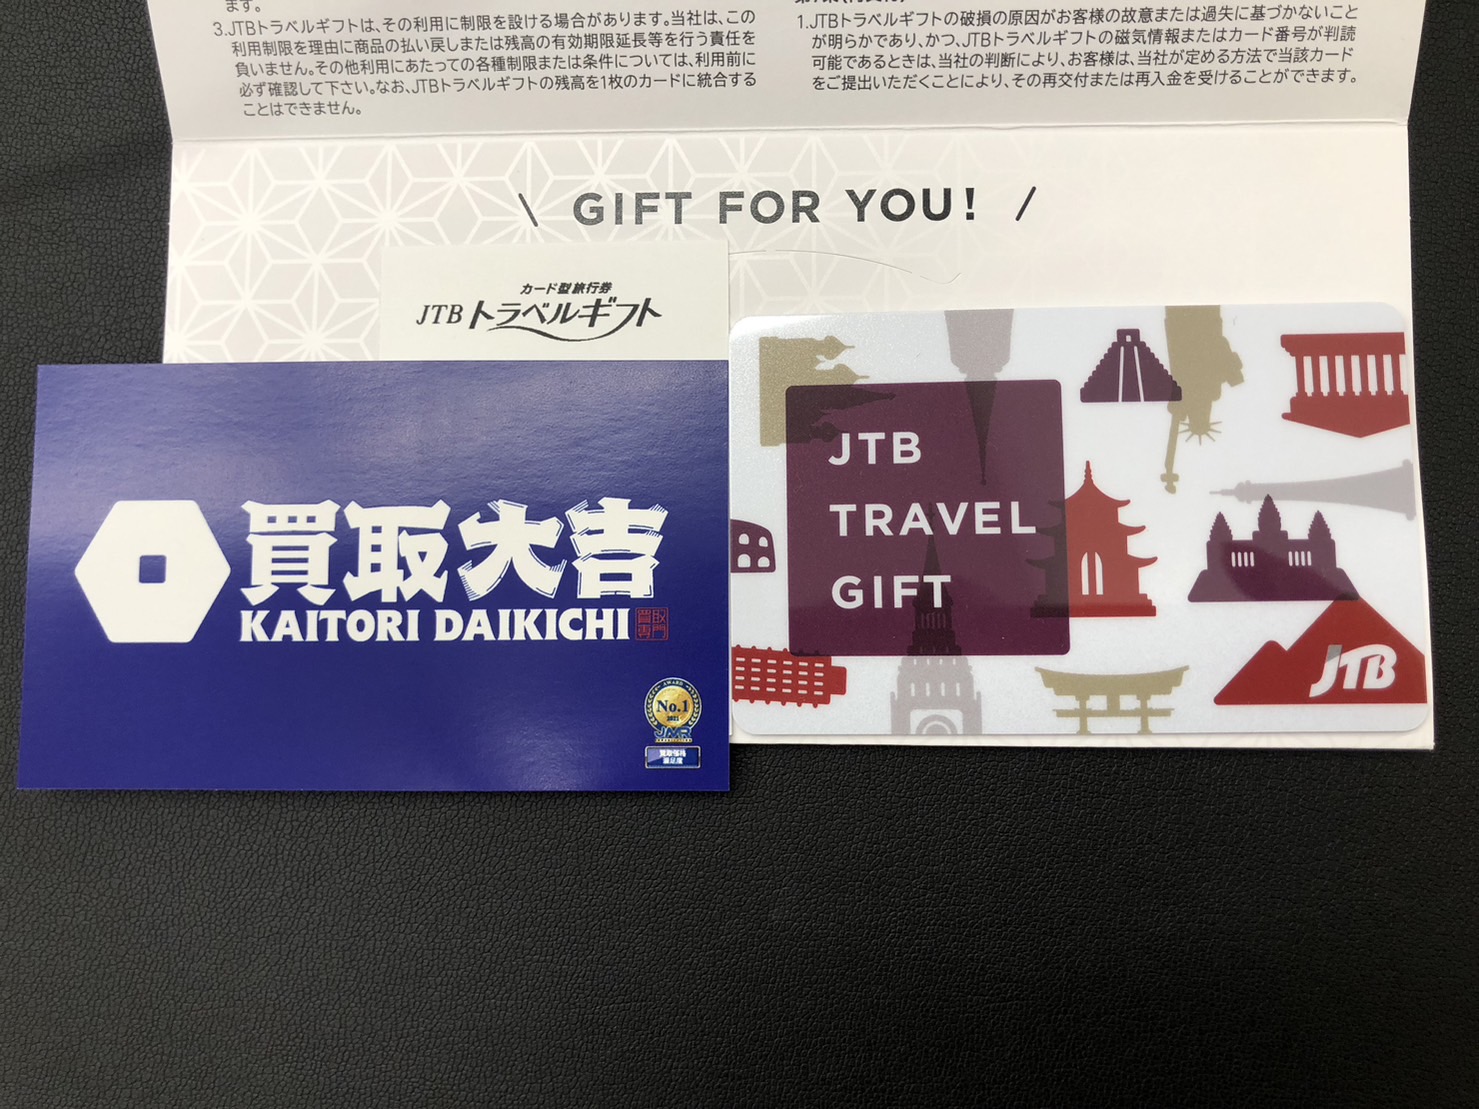 ます。
3.JTBトラベルギフトは、その利用に制限を設ける場合があります。当社は、この
利用制限を理由に商品の払い戻しまたは残高の有効期限延長等を行う責任を
負いません。その他利用にあたっての各種制限または条件については、利用前に
必ず確認して下さい。なお、JTBトラベルギフトの残高を1枚のカードに統合する
ことはできません。
1.JTBトラベルギフトの破損の原因がお客様の故意または過失に基づかないこと
が明らかであり、かつ、JTBトラベルギフトの磁気情報またはカード番号が判読
可能であるときは、当社の判断により、お客様は、当社が定める方法で当該カード
をご提出いただくことにより、その再交付または再入金を受けることができます。
\ GIFT FOR YOU! /
カード型旅行券
JTBトラベルギフト
買取大吉
KAITORI DAIKICHI
買取専門
AWARD
No.1
2021
JMR
買取価格
満足度
JTB
TRAVEL
GIFT
JTB